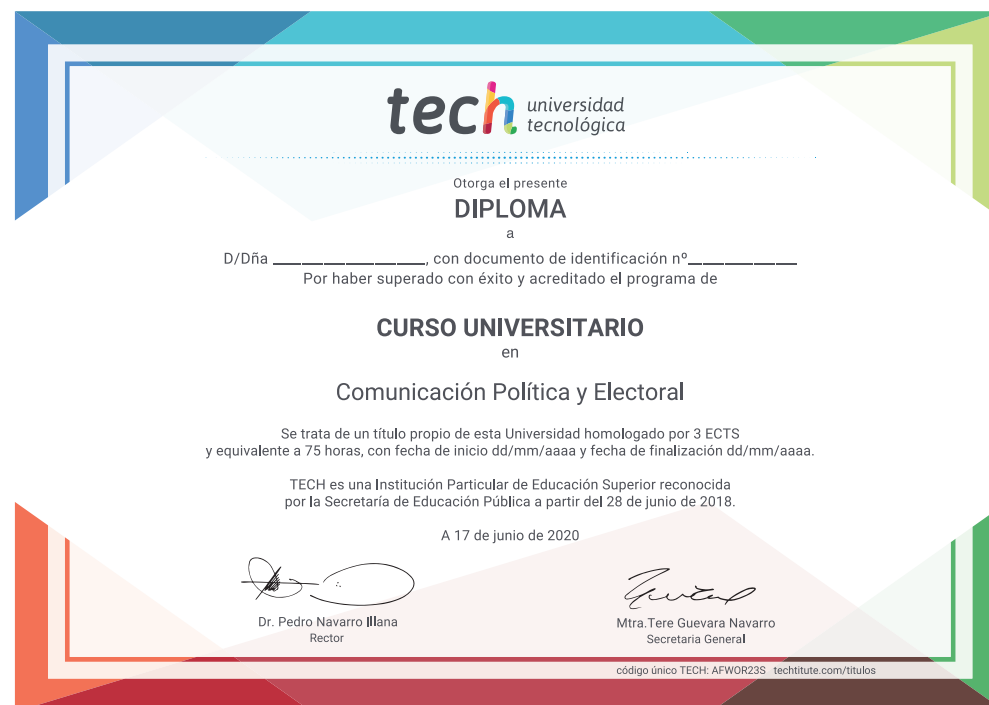 tech universidad
tecnológica
Otorga el presente
DIPLOMA
a
D/Dña __________________, con documento de identificación nº____________
Por haber superado con éxito y acreditado el programa de
CURSO UNIVERSITARIO
en
Comunicación Política y Electoral
Se trata de un título propio de esta Universidad homologado por 3 ECTS
y equivalente a 75 horas, con fecha de inicio dd/mm/aaaa y fecha de finalización dd/mm/aaaa.
TECH es una Institución Particular de Educación Superior reconocida
por la Secretaría de Educación Pública a partir del 28 de junio de 2018.
A 17 de junio de 2020
Dr. Pedro Navarro Illana
Rector
Mtra.Tere Guevara Navarro
Secretaria General
código único TECH: AFWOR23S techtitute.com/titulos